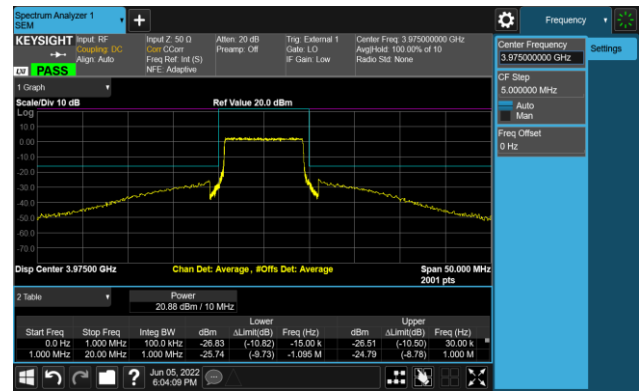 Spectrum Analyzer 1
SEM
Frequency
KEYSIGHT
Input: RF
Coupling: DC
Align: Auto
Input Z: 50 Ω
Corr CCorr
Freq Ref: Int (S)
NFE: Adaptive
Atten: 20 dB
Preamp: Off
Trig: External 1
Gate: LO
IF Gain: Low
Center Freq: 3.975000000 GHz
Avg|Hold: 100.00% of 10
Radio Std: None
LXI
PASS
Center Frequency
3.975000000 GHz
Settings
CF Step
5.000000 MHz
Auto
Man
Freq Offset
0 Hz
1 Graph
Scale/Div 10 dB
Ref Value 20.0 dBm
Log
10.0
0.00
-10.0
-20.0
-30.0
-40.0
-50.0
-60.0
-70.0
Disp Center 3.97500 GHz
Chan Det: Average , #Offs Det: Average
Span 50.000 MHz
2001 pts
2 Table
Power
20.88 dBm / 10 MHz
Lower Upper
Start Freq Stop Freq Integ BW dBm ΔLimit(dB) Freq (Hz) dBm ΔLimit(dB) Freq (Hz)
0.0 Hz 1.000 MHz 100.0 kHz -26.83 (-10.82) -15.00 k -26.51 (-10.50) 30.00 k
1.000 MHz 20.00 MHz 1.000 MHz -25.74 (-9.73) -1.095 M -24.79 (-8.78) 1.000 M
?
Jun 05, 2022
6:04:09 PM